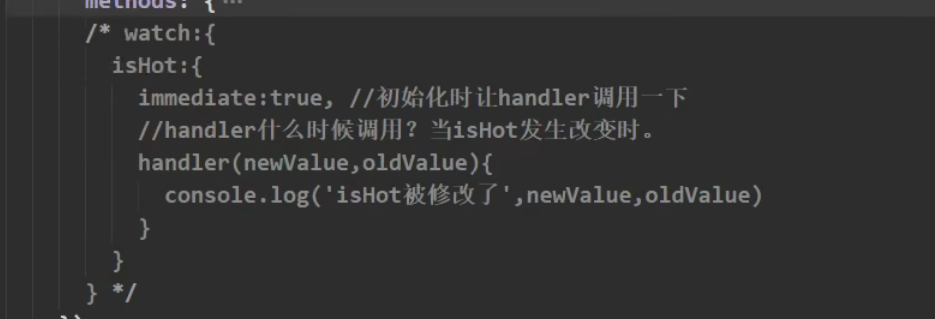 methods: {...
/* watch:{
isHot:{
immediate:true, //初始化时让handler调用一下
//handler什么时候调用？当isHot发生改变时。
handler(newValue,oldValue){
console.log('isHot被修改了',newValue,oldValue)
}
}
} */
})